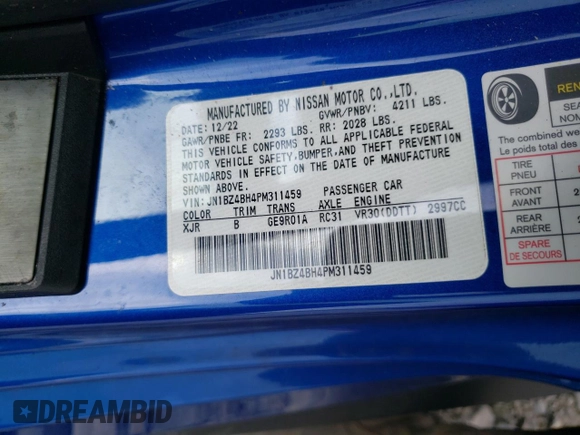 MANUFACTURED BY NISSAN MOTOR CO.,LTD.
DATE: 12/22 GVWR/PNBV: 4211 LBS.
GAWR/PNBE FR: 2293 LBS. RR: 2028 LBS.
THIS VEHICLE CONFORMS TO ALL APPLICABLE FEDERAL
MOTOR VEHICLE SAFETY,BUMPER,AND THEFT PREVENTION
STANDARDS IN EFFECT ON THE DATE OF MANUFACTURE
SHOWN ABOVE.
VIN: JN1BZ4BH4PM311459 PASSENGER CAR
COLOR TRIM TRANS AXLE ENGINE
XJR B GE9R01A RC31 VR30(DDTT) 2997CC
JN1BZ4BH4PM311459
The combined we
Le poids total de
TIRE
PNEU
FRONT
AVANT
REAR
ARRIÈRE
SPARE
DE SECOURS
DREAMBID